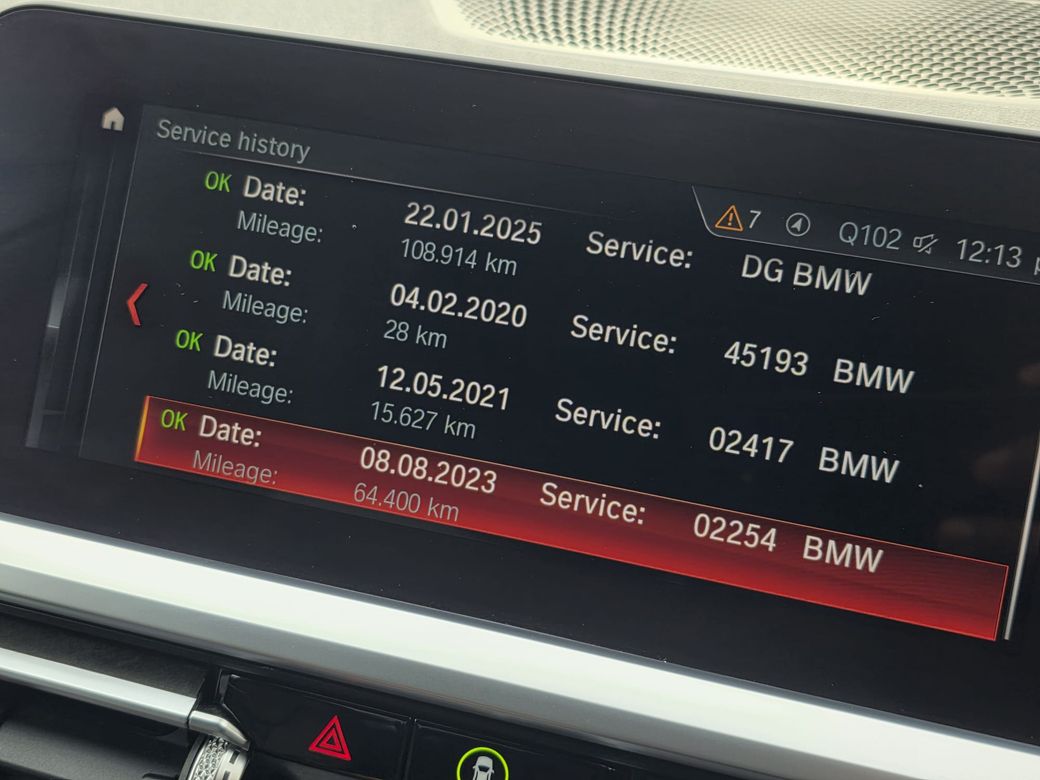 Service history
7 Q102 12:13
OK Date: 22.01.2025 Service: DG BMW
Mileage: 108.914 km
OK Date: 04.02.2020 Service: 45193 BMW
Mileage: 28 km
OK Date: 12.05.2021 Service: 02417 BMW
Mileage: 15.627 km
OK Date: 08.08.2023 Service: 02254 BMW
Mileage: 64.400 km